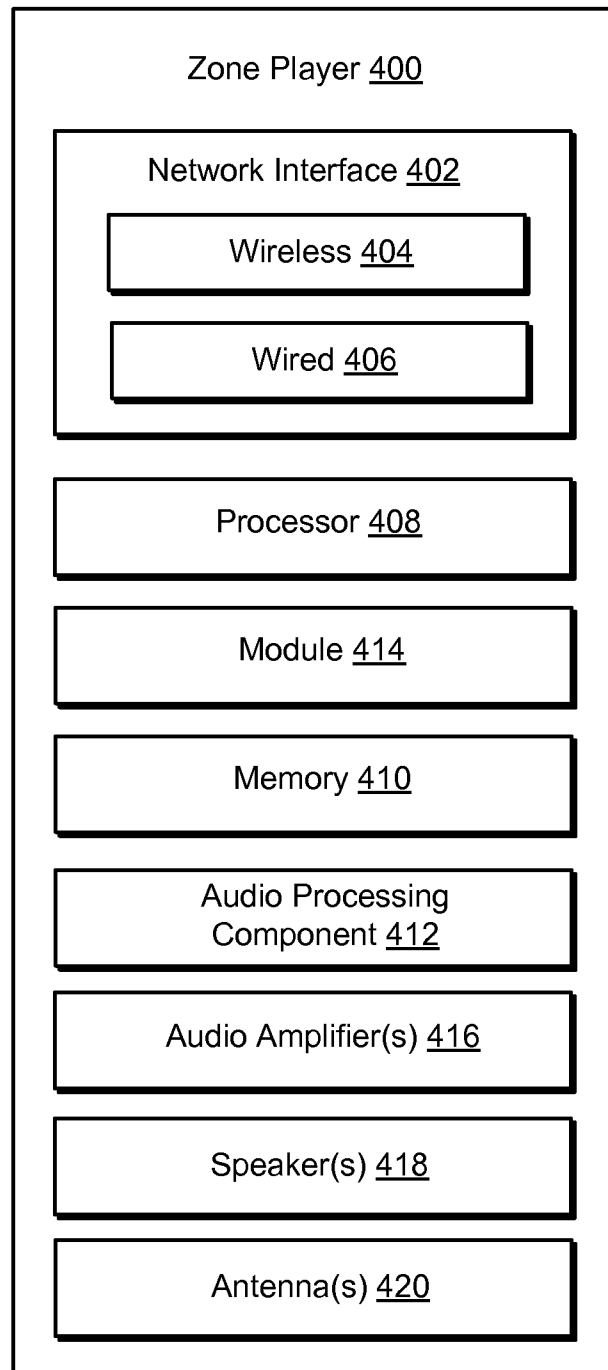 Zone Player 400
Network Interface 402
Wireless 404
Wired 406
Processor 408
Module 414
Memory 410
Audio Processing
Component 412
Audio Amplifier(s) 416
Speaker(s) 418
Antenna(s) 420